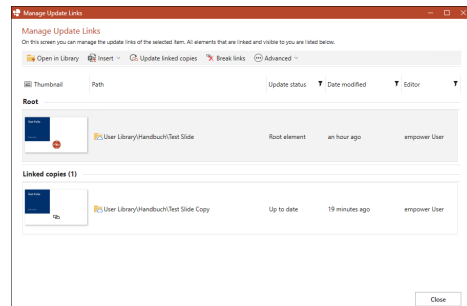 Manage Update Links
Manage Update Links
On this screen you can manage the update links of the selected item. All elements that are linked and visible to you are listed below.
Open in Library Insert Update linked copies Break links Advanced
Thumbnail Path Update status Date modified Editor
Root
User Library\Handbuch\Test Slide Root element an hour ago empower User
Linked copies (1)
User Library\Handbuch\Test Slide Copy Up to date 19 minutes ago empower User
Close